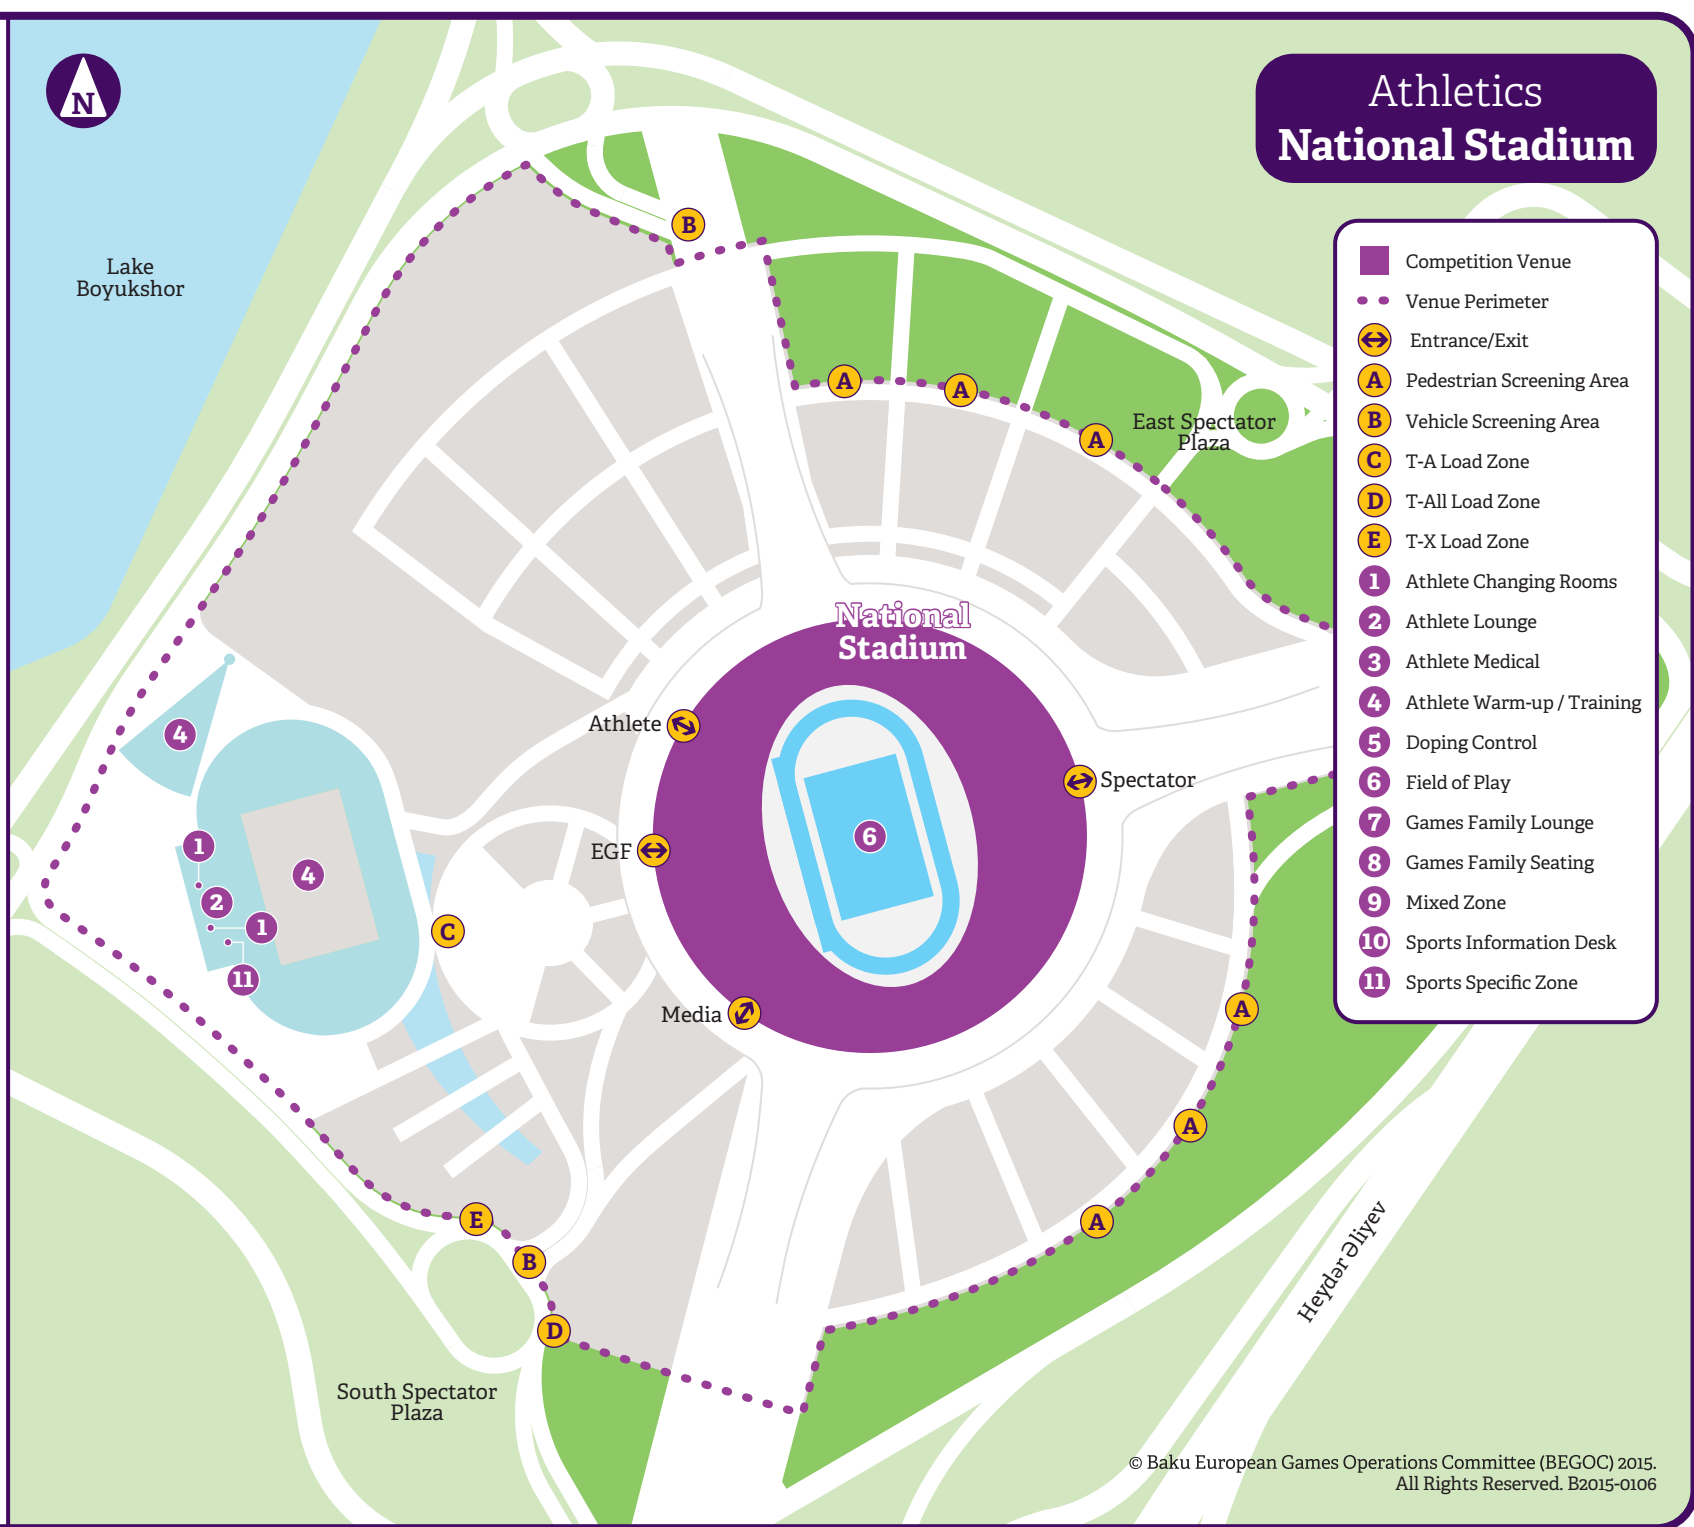 N
Athletics
National Stadium
Lake
Boyukshor
B
A
A
A
East Spectator
Plaza
Competition Venue
Venue Perimeter
Entrance/Exit
A Pedestrian Screening Area
B Vehicle Screening Area
C T-A Load Zone
D T-All Load Zone
E T-X Load Zone
1 Athlete Changing Rooms
2 Athlete Lounge
3 Athlete Medical
4 Athlete Warm-up / Training
5 Doping Control
6 Field of Play
7 Games Family Lounge
8 Games Family Seating
9 Mixed Zone
10 Sports Information Desk
11 Sports Specific Zone
National
Stadium
Athlete
4
Spectator
6
EGF
1
4
2
1
C
11
Media
A
A
A
E
B
D
Heydər Əliyev
South Spectator
Plaza
© Baku European Games Operations Committee (BEGOC) 2015.
All Rights Reserved. B2015-0106